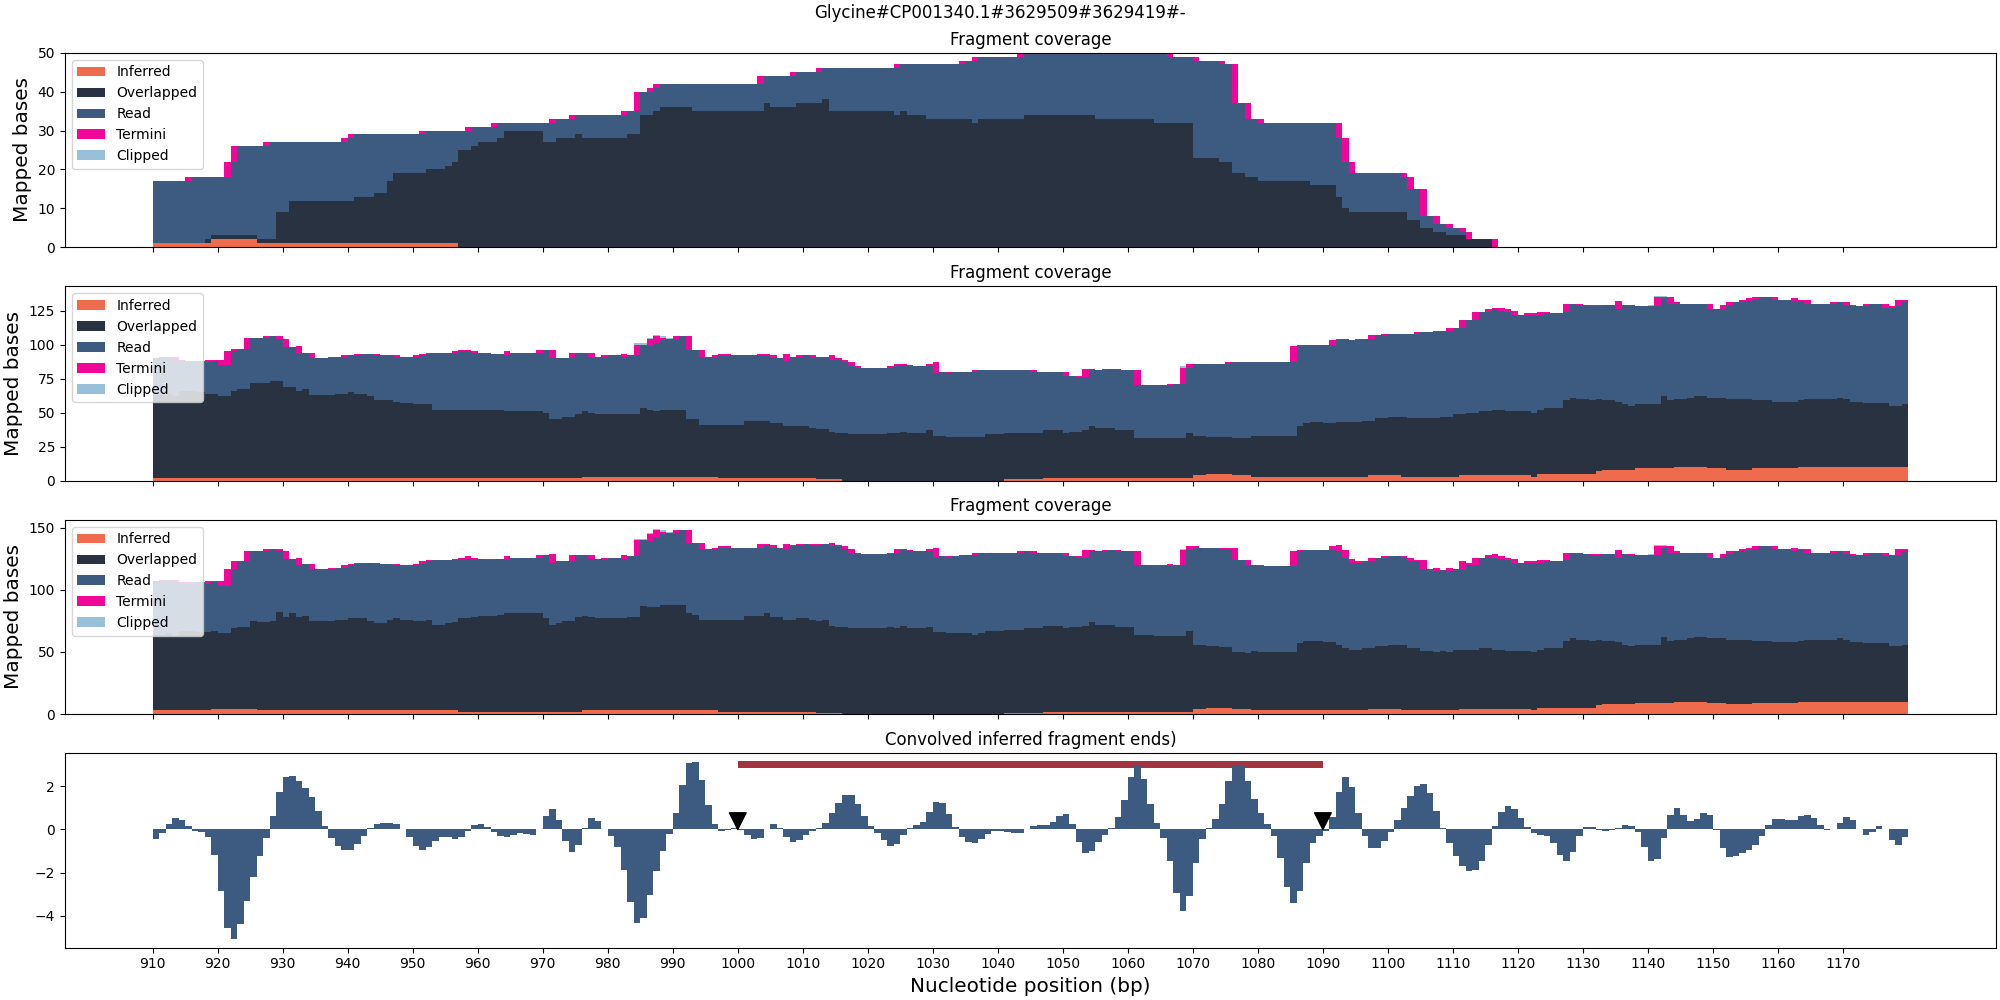 Glycine#CP001340.1#3629509#3629419#-
Fragment coverage
Mapped bases
50
40
30
20
10
0
Inferred
Overlapped
Read
Termini
Clipped
Fragment coverage
Mapped bases
125
100
75
50
25
0
Inferred
Overlapped
Read
Termini
Clipped
Fragment coverage
Mapped bases
150
100
50
0
Inferred
Overlapped
Read
Termini
Clipped
Convolved inferred fragment ends)
2
0
−2
−4
910 920 930 940 950 960 970 980 990 1000 1010 1020 1030 1040 1050 1060 1070 1080 1090 1100 1110 1120 1130 1140 1150 1160 1170
Nucleotide position (bp)